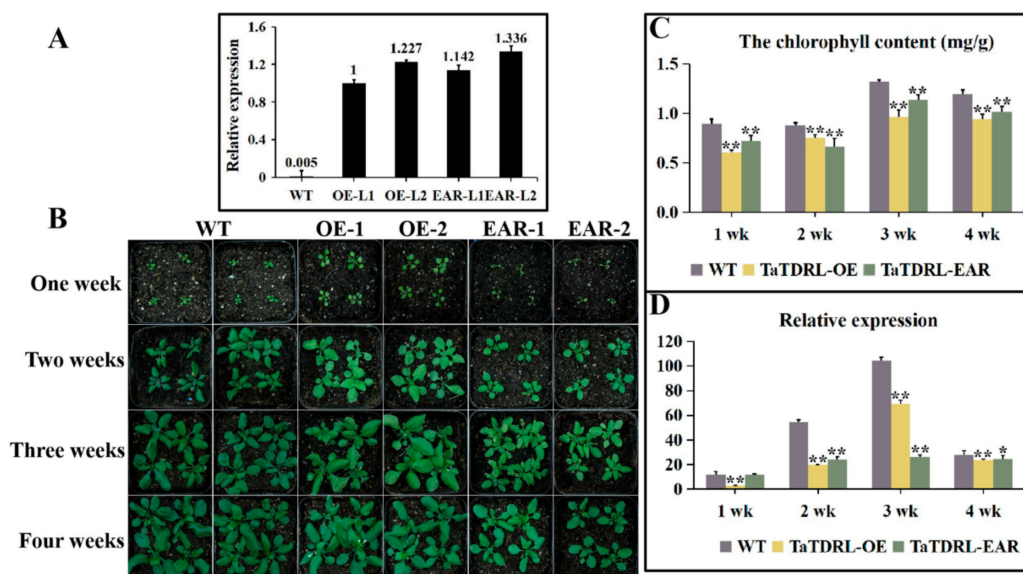 A
Relative expression
1.6
1.2
0.8
0.4
0
0.005
1
1.227
1.142
1.336
WT
OE-L1
OE-L2
EAR-L1
EAR-L2
B
WT
OE-1
OE-2
EAR-1
EAR-2
One week
Two weeks
Three weeks
Four weeks
C
The chlorophyll content (mg/g)
1.5
1.0
0.5
0.0
**
**
**
**
**
**
**
**
1 wk
2 wk
3 wk
4 wk
WT
TaTDRL-OE
TaTDRL-EAR
D
Relative expression
120
100
80
60
40
20
0
**
**
**
**
**
**
*
1 wk
2 wk
3 wk
4 wk
WT
TaTDRL-OE
TaTDRL-EAR